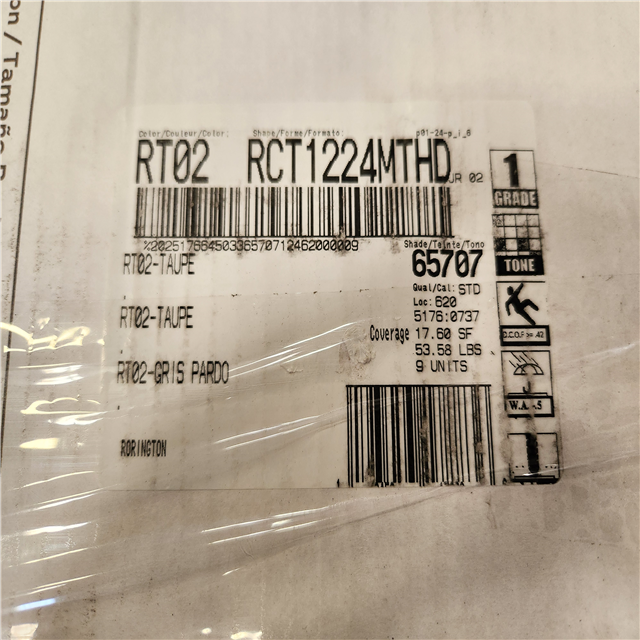 on / Tamaño
Color/Couleur/Color: Shape/Forme/Formato: p01-24-p_i_6
RT02 RCT1224MTHD JR 02
1
GRADE
%20251766450336570712462000009
Shade/Teinte/Tono
RT02-TAUPE 65707
TONE
Qual/Cal: STD
Loc: 620
RT02-TAUPE 5176:0737
Coverage 17.60 SF
53.58 LBS
RT02-GRIS PARDO 9 UNITS
D.C.O.F >= .42
W.A.
RORINGTON